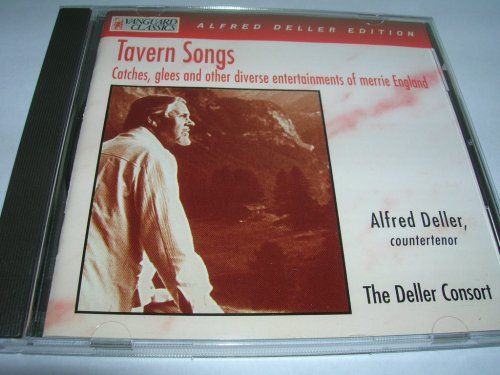 VANGUARD
CLASSICS
ALFRED DELLER EDITION
Tavern Songs
Catches, glees and other diverse entertainments of merrie England
Alfred Deller,
countertenor
The Deller Consort